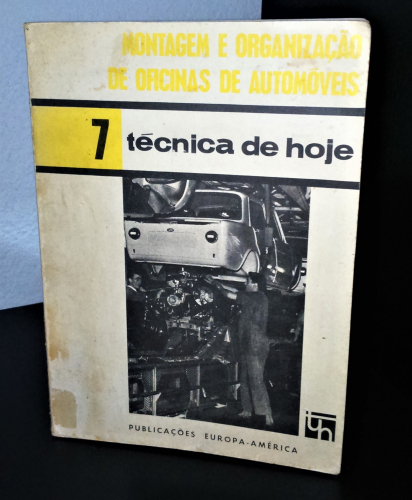 MONTAGEM E ORGANIZAÇÃO
DE OFICINAS DE AUTOMÓVEIS
7 técnica de hoje
PUBLICAÇÕES EUROPA-AMÉRICA